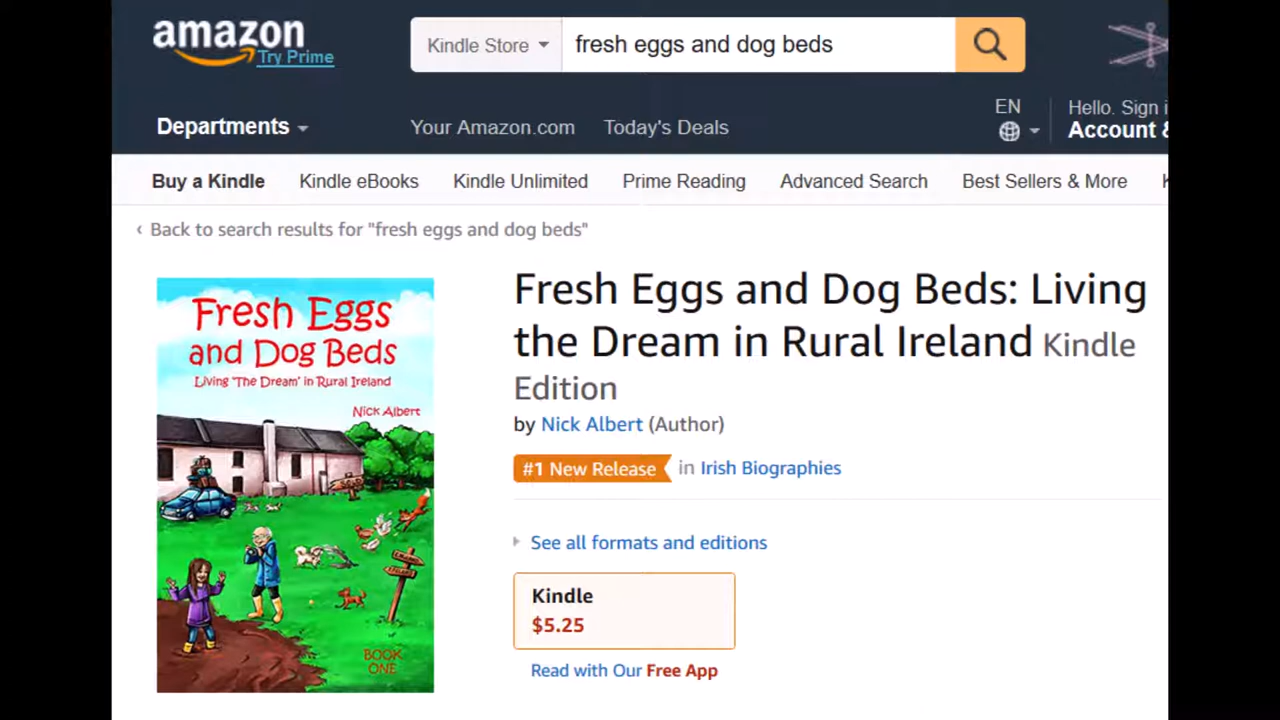 amazon
Try Prime
Kindle Store
fresh eggs and dog beds
Departments
Your Amazon.com
Today's Deals
EN
Hello. Sign i
Account &
Buy a Kindle
Kindle eBooks
Kindle Unlimited
Prime Reading
Advanced Search
Best Sellers & More
‹ Back to search results for "fresh eggs and dog beds"
Fresh Eggs
and Dog Beds
Living 'The Dream' in Rural Ireland
Nick Albert
BOOK
ONE
Fresh Eggs and Dog Beds: Living
the Dream in Rural Ireland Kindle
Edition
by Nick Albert (Author)
#1 New Release in Irish Biographies
See all formats and editions
Kindle
$5.25
Read with Our Free App